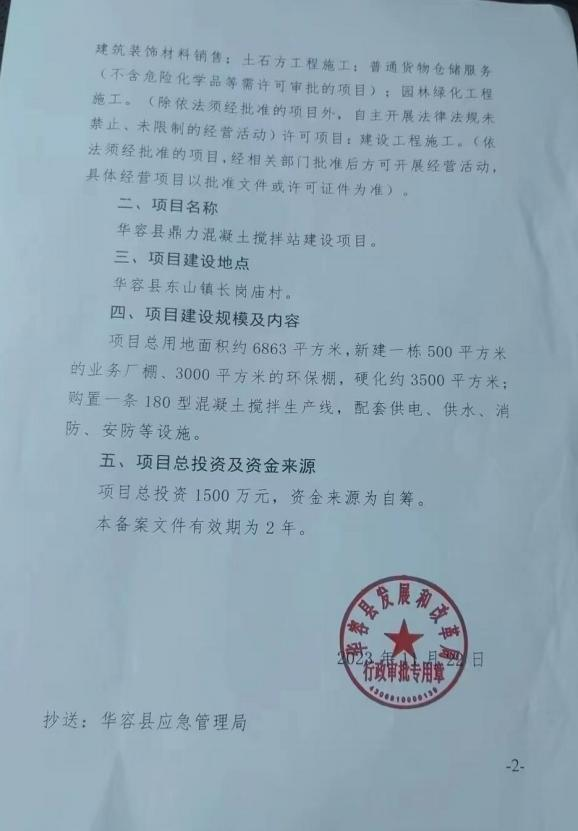 建筑装饰材料销售；土石方工程施工；普通货物仓储服务
（不含危险化学品等需许可审批的项目）；园林绿化工程
施工。（除依法须经批准的项目外，自主开展法律法规未
禁止、未限制的经营活动）许可项目：建设工程施工。（依
法须经批准的项目，经相关部门批准后方可开展经营活动，
具体经营项目以批准文件或许可证件为准）。
二、项目名称
华容县鼎力混凝土搅拌站建设项目。
三、项目建设地点
华容县东山镇长岗庙村。
四、项目建设规模及内容
项目总用地面积约 6863 平方米，新建一栋 500 平方米
的业务厂棚、3000 平方米的环保棚，硬化约 3500 平方米；
购置一条 180 型混凝土搅拌生产线，配套供电、供水、消
防、安防等设施。
五、项目总投资及资金来源
项目总投资 1500 万元，资金来源为自筹。
本备案文件有效期为 2 年。
华容县发展和改革局
2023 年 11 月 22 日
行政审批专用章
抄送：华容县应急管理局
-2-